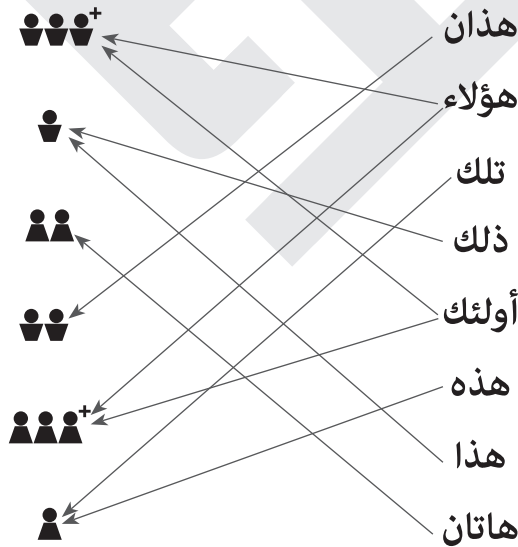 هذان
هؤلاء
تلك
ذلك
أولئك
هذه
هذا
هاتان